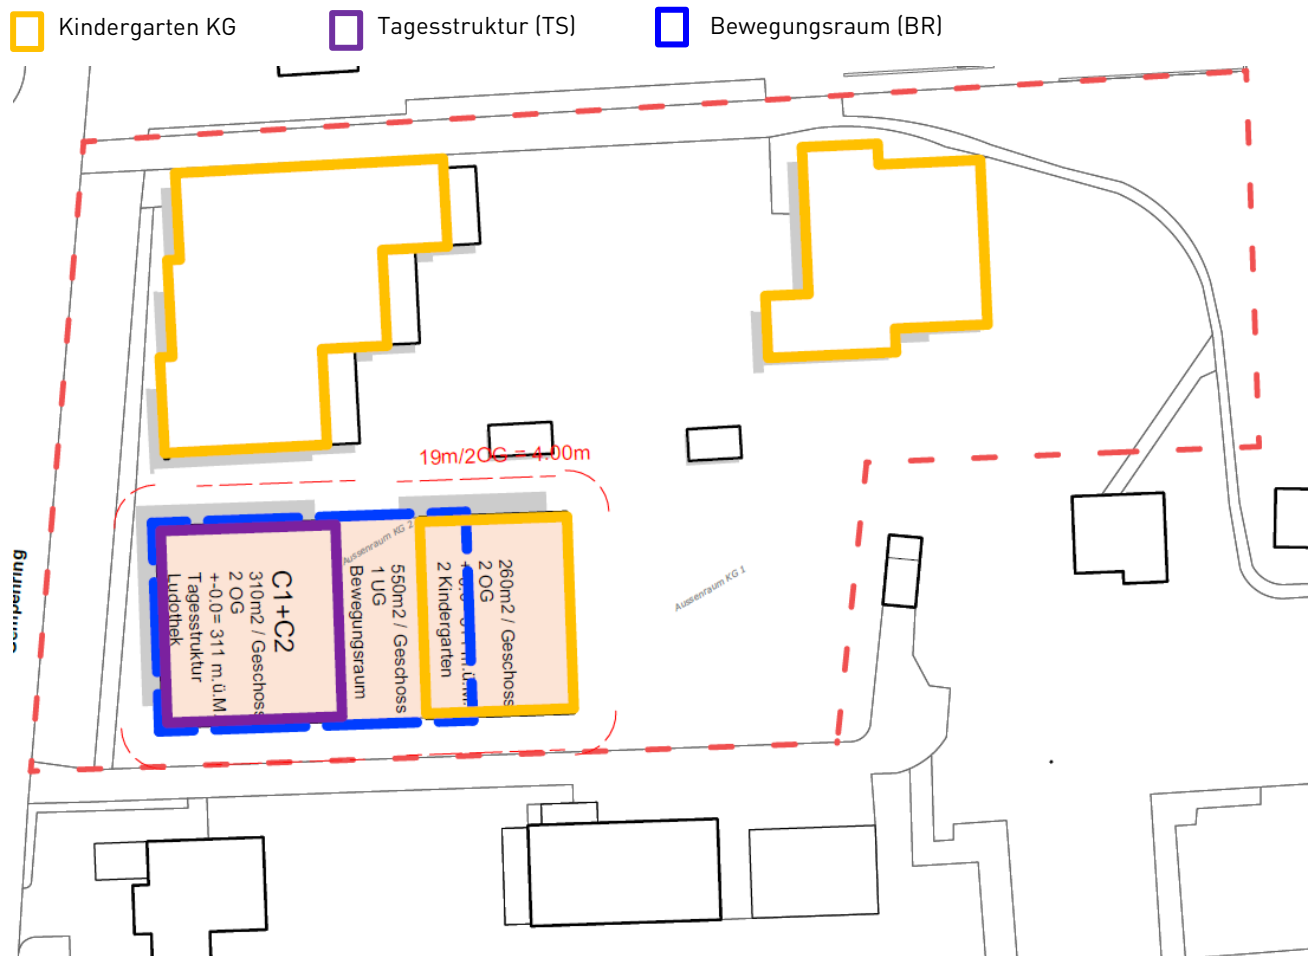 Kindergarten KG
Tagesstruktur (TS)
Bewegungsraum (BR)
19m/2OG = 4.00m
Aussenraum KG 2
Aussenraum KG 1
C1+C2
310m2 / Geschoss
2 OG
+-0.0= 311 m.ü.M.
Tagesstruktur
Ludothek
550m2 / Geschoss
1 UG
Bewegungsraum
260m2 / Geschoss
2 OG
m.ü.M.
2 Kindergarten